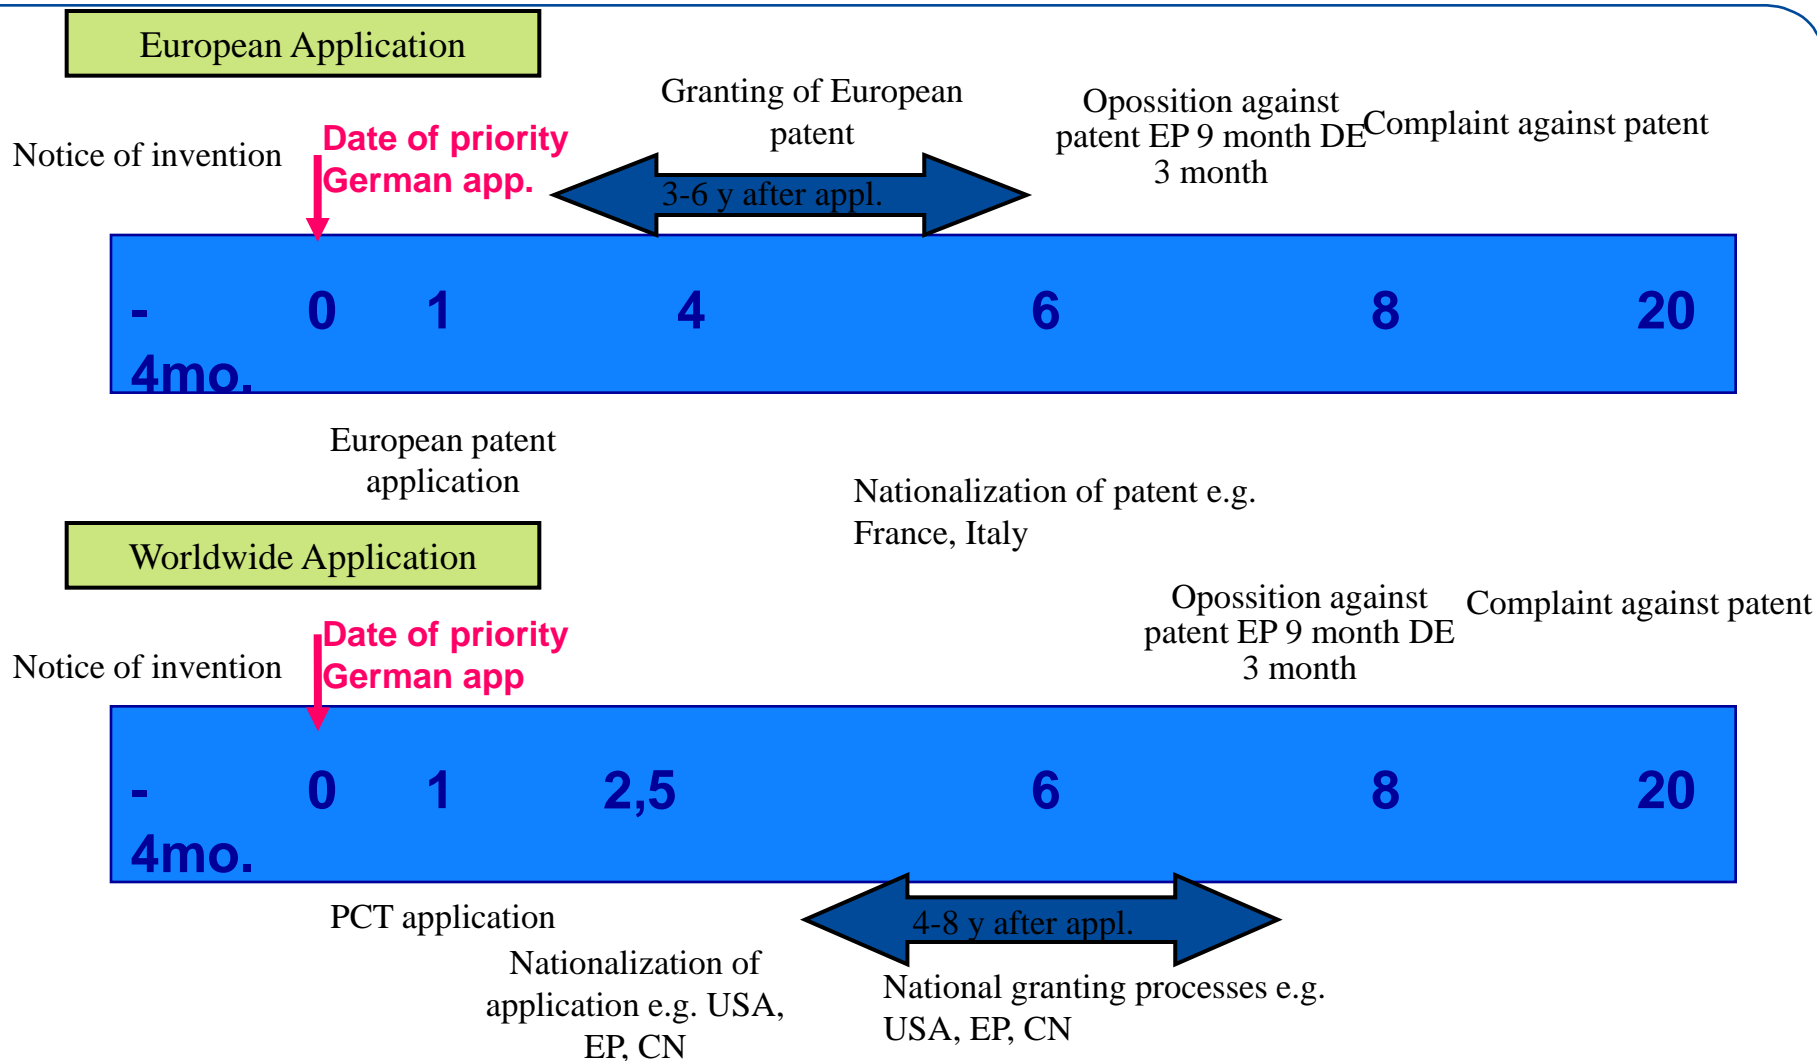 European Application
Granting of European
patent
Opossition against
patent EP 9 month DE
3 month
Complaint against patent
Notice of invention
Date of priority
German app.
3-6 y after appl.
- 0 1 4 6 8 20
4mo.
European patent
application
Nationalization of patent e.g.
France, Italy
Worldwide Application
Opossition against
patent EP 9 month DE
3 month
Complaint against patent
Notice of invention
Date of priority
German app
- 0 1 2,5 6 8 20
4mo.
PCT application
4-8 y after appl.
Nationalization of
application e.g. USA,
EP, CN
National granting processes e.g.
USA, EP, CN